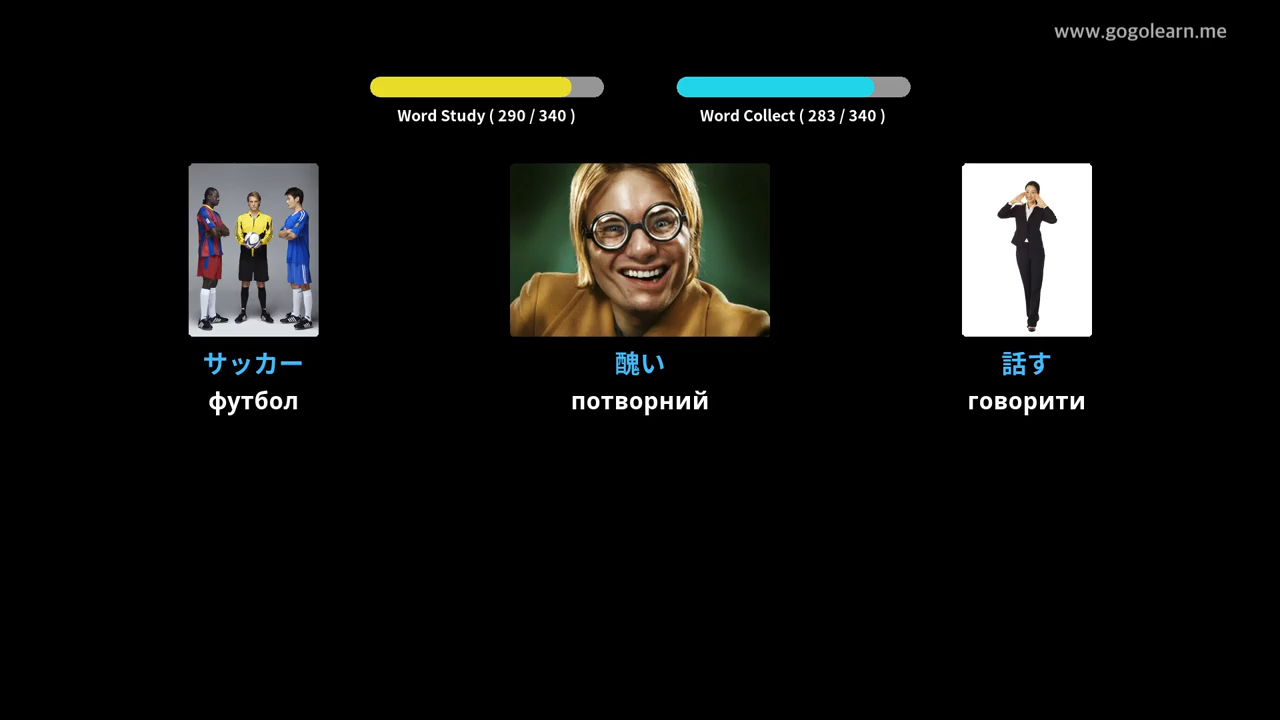 www.gogolearn.me
Word Study ( 290 / 340 )
Word Collect ( 283 / 340 )
サッカー
футбол
醜い
потворний
話す
говорити